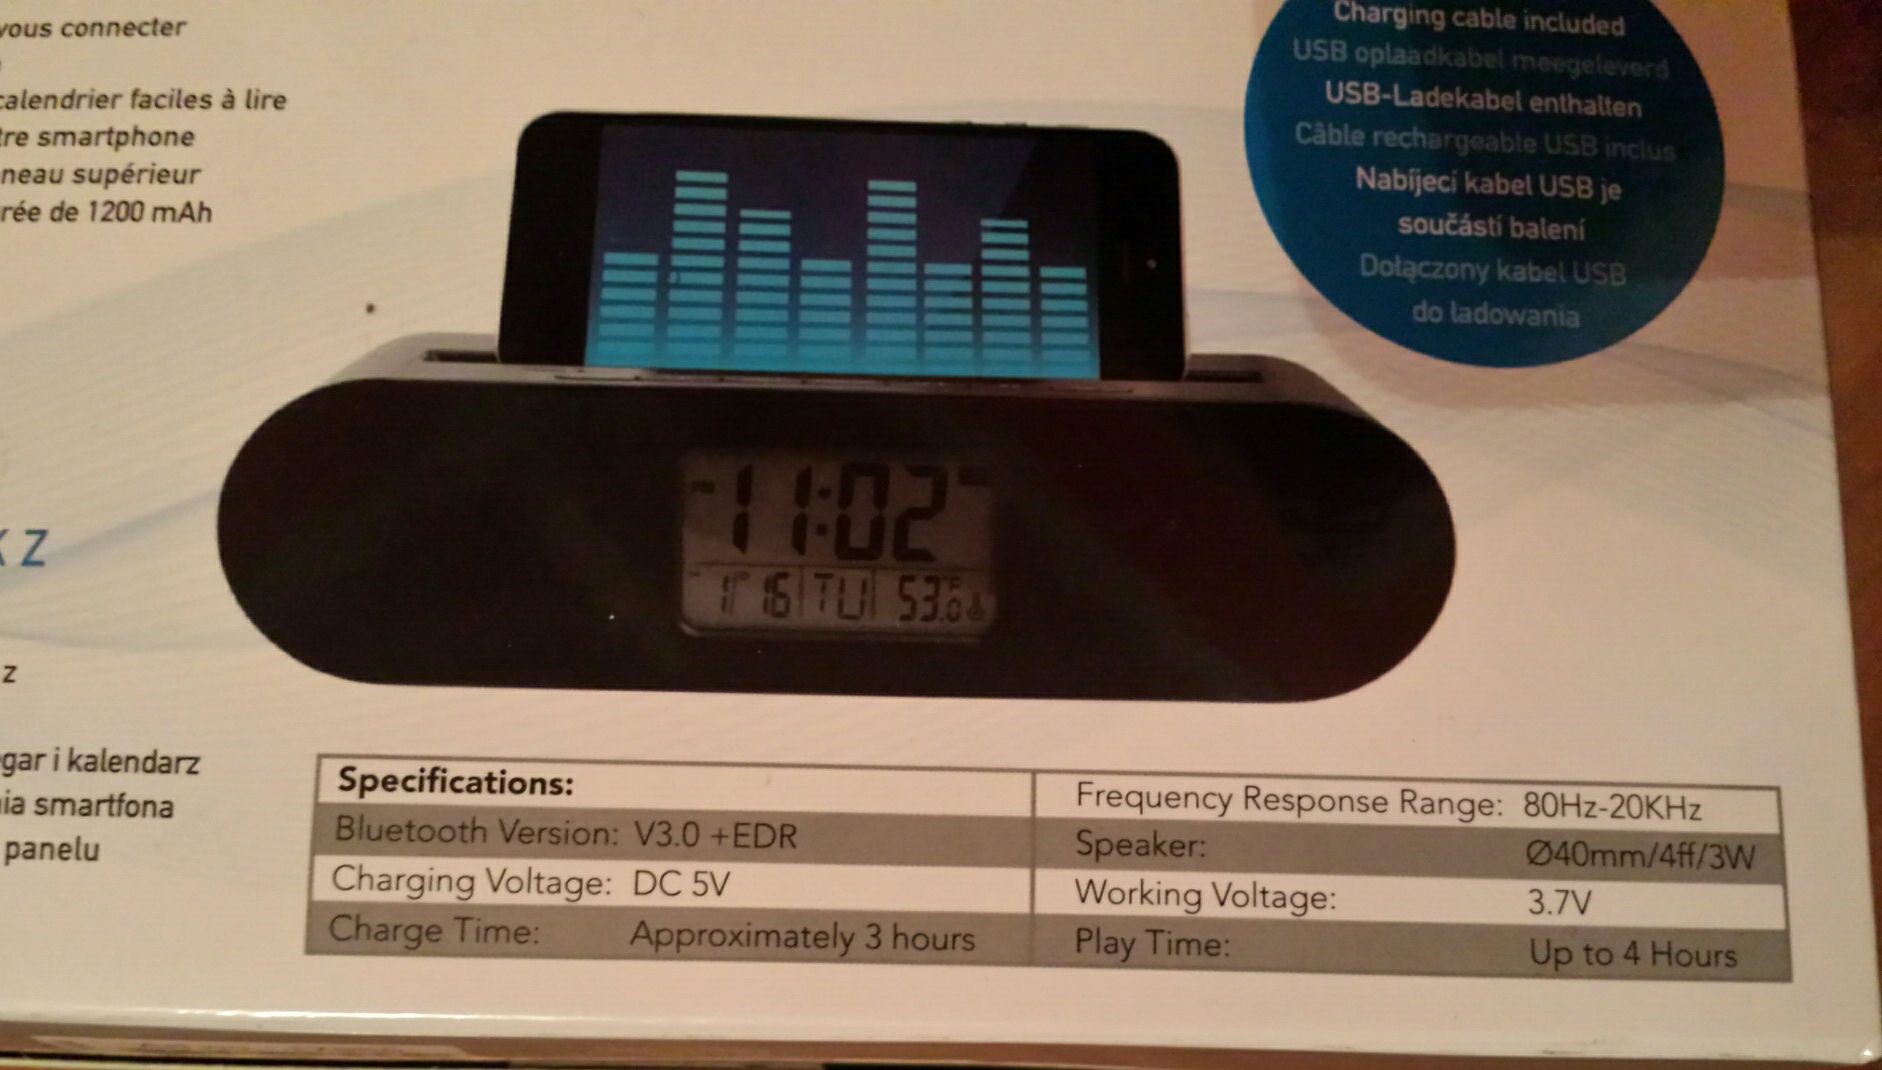 vous connecter
calendrier faciles à lire
tre smartphone
neau supérieur
rée de 1200 mAh
K Z
z
gar i kalendarz
ia smartfona
panelu
Charging cable included
USB oplaadkabel meegeleverd
USB-Ladekabel enthalten
Câble rechargeable USB inclus
Nabíjecí kabel USB je
součástí balení
Dołączony kabel USB
do ladowania
11:02
11 16 TU 53.0 °F
Specifications:
Bluetooth Version: V3.0 +EDR
Charging Voltage: DC 5V
Charge Time: Approximately 3 hours
Frequency Response Range: 80Hz-20KHz
Speaker: Ø40mm/4ff/3W
Working Voltage: 3.7V
Play Time: Up to 4 Hours